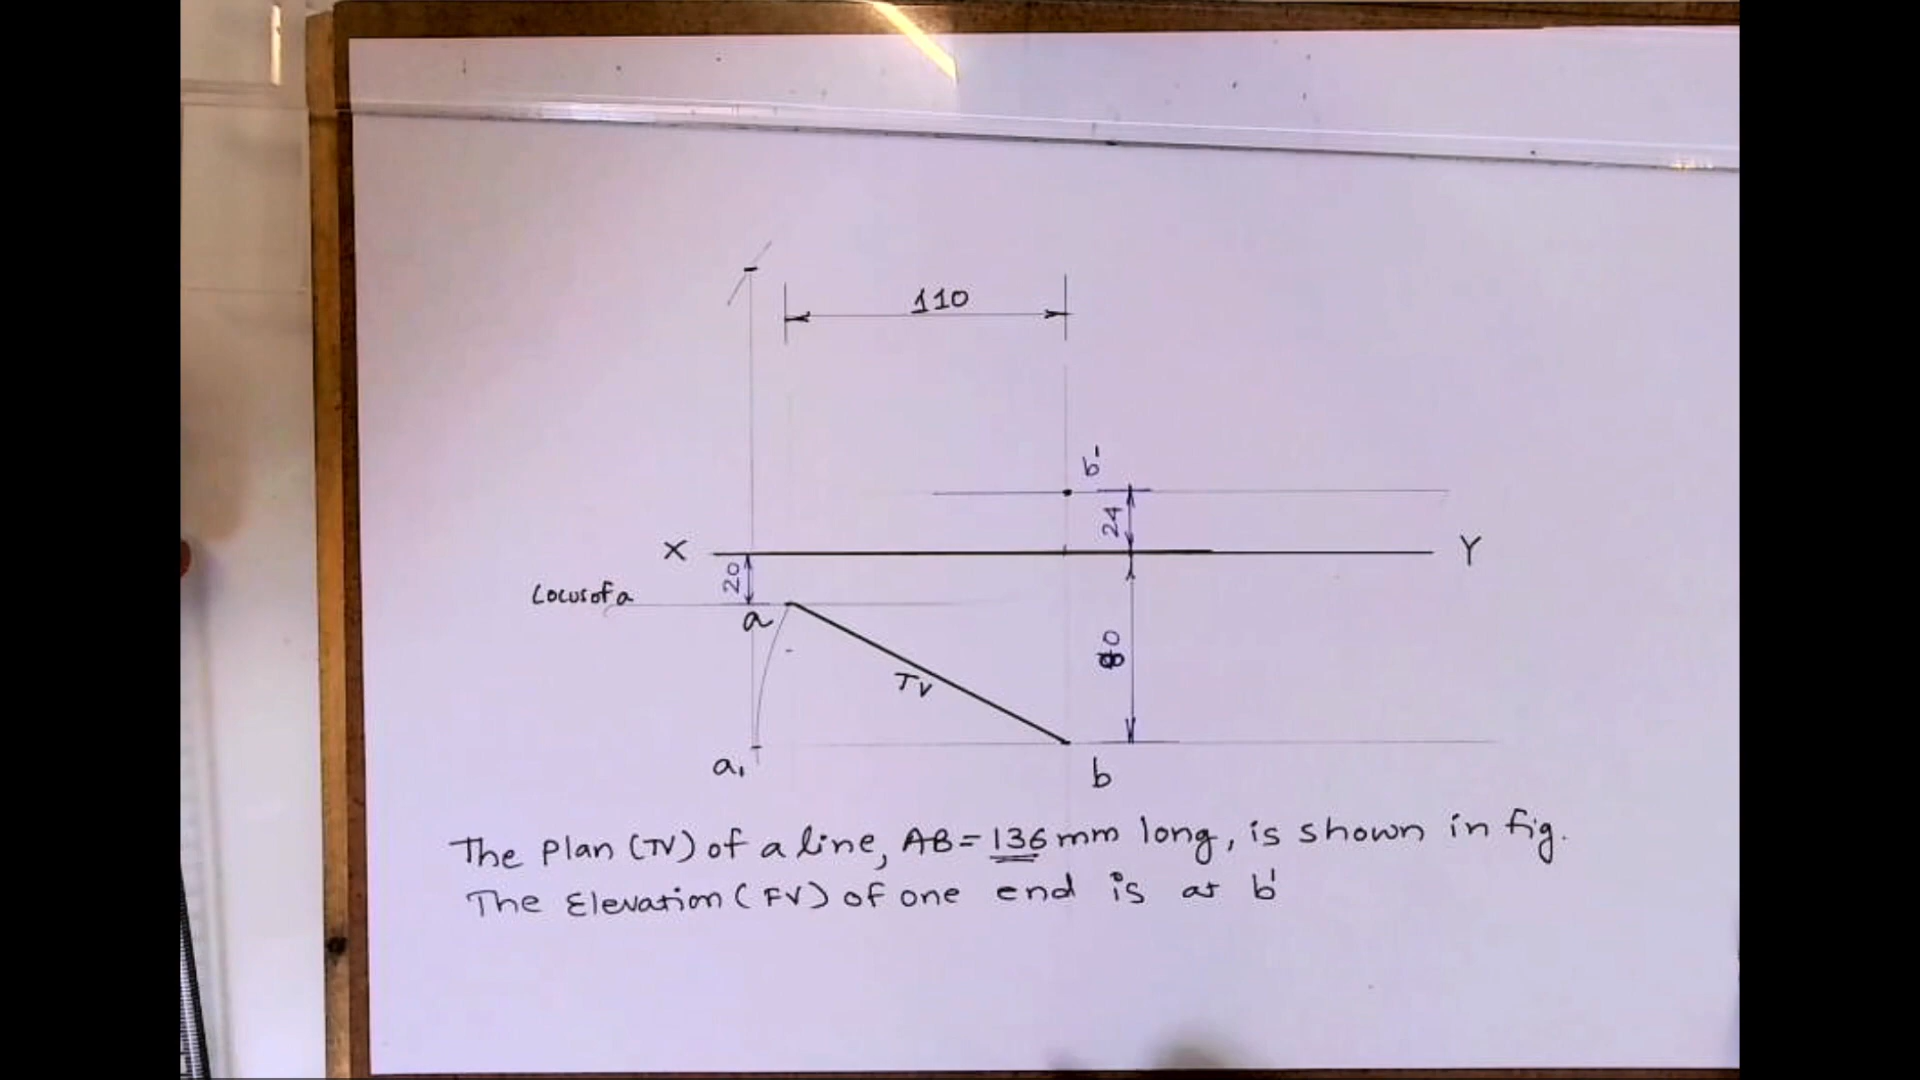 110
b'
24
X
Y
20
Locus of a
a
TV
a₁
b
The Plan (TV) of a line, AB = 136 mm long, is shown in fig.
The Elevation (FV) of one end is at b'